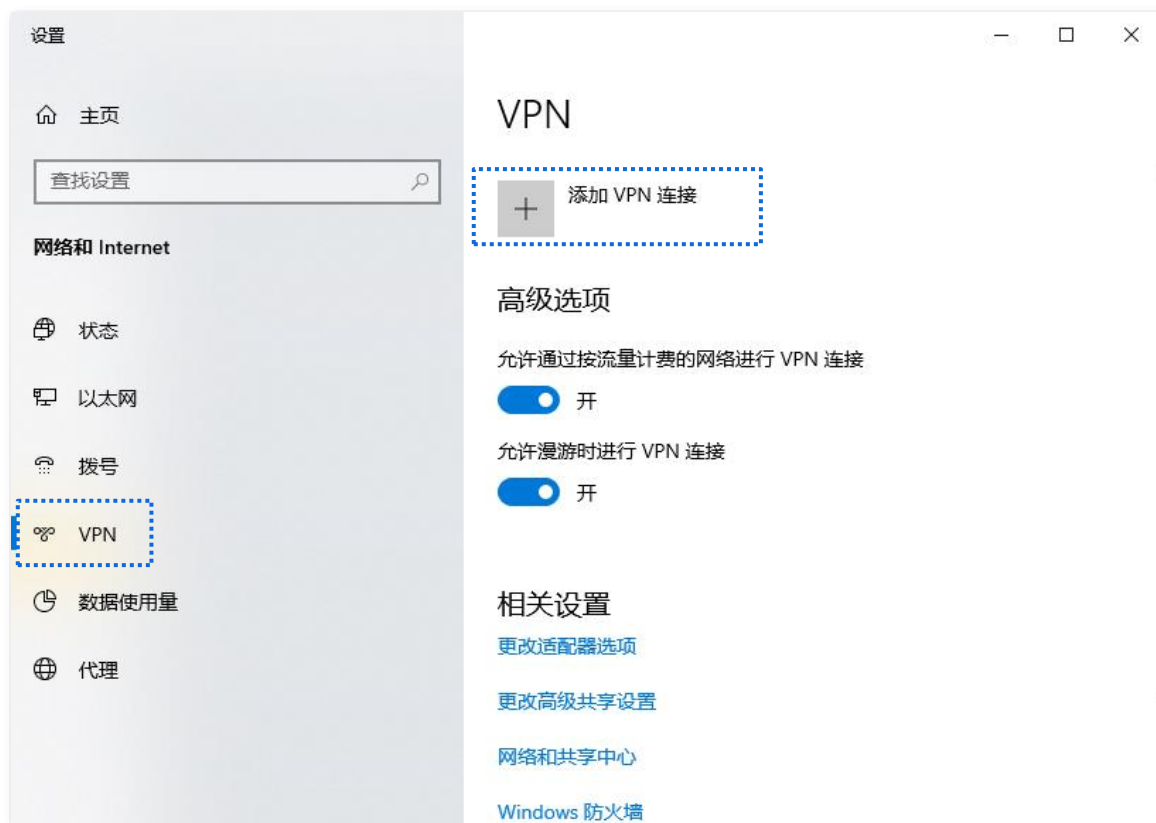 设置
主页
查找设置
网络和 Internet
状态
以太网
拨号
VPN
数据使用量
代理
VPN
添加 VPN 连接
高级选项
允许通过按流量计费的网络进行 VPN 连接
开
允许漫游时进行 VPN 连接
开
相关设置
更改适配器选项
更改高级共享设置
网络和共享中心
Windows 防火墙